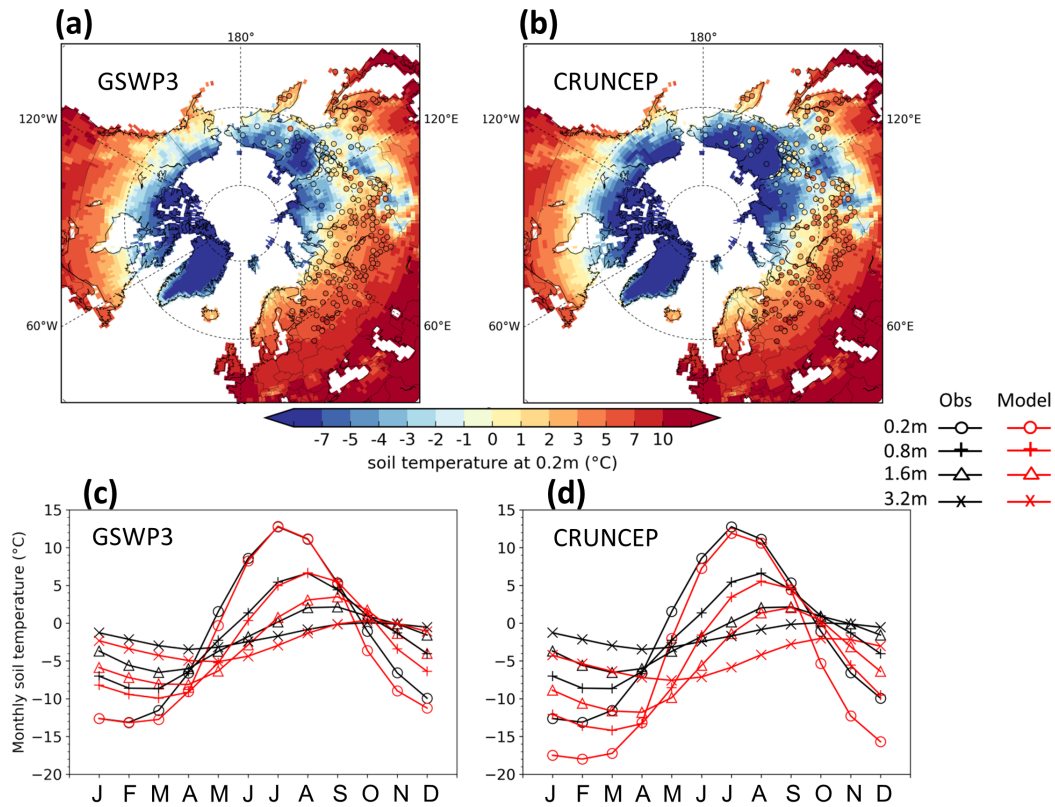 (a)
(b)
180°
180°
GSWP3
CRUNCEP
120°W
120°E
120°W
120°E
60°W
60°E
60°W
60°E
-7 -5 -4 -3 -2 -1 0 1 2 3 5 7 10
soil temperature at 0.2m (°C)
Obs Model
0.2m
0.8m
1.6m
3.2m
(c)
(d)
GSWP3
CRUNCEP
Monthly soil temperature (°C)
15
10
5
0
−5
−10
−15
−20
J F M A M J J A S O N D
15
10
5
0
−5
−10
−15
−20
J F M A M J J A S O N D